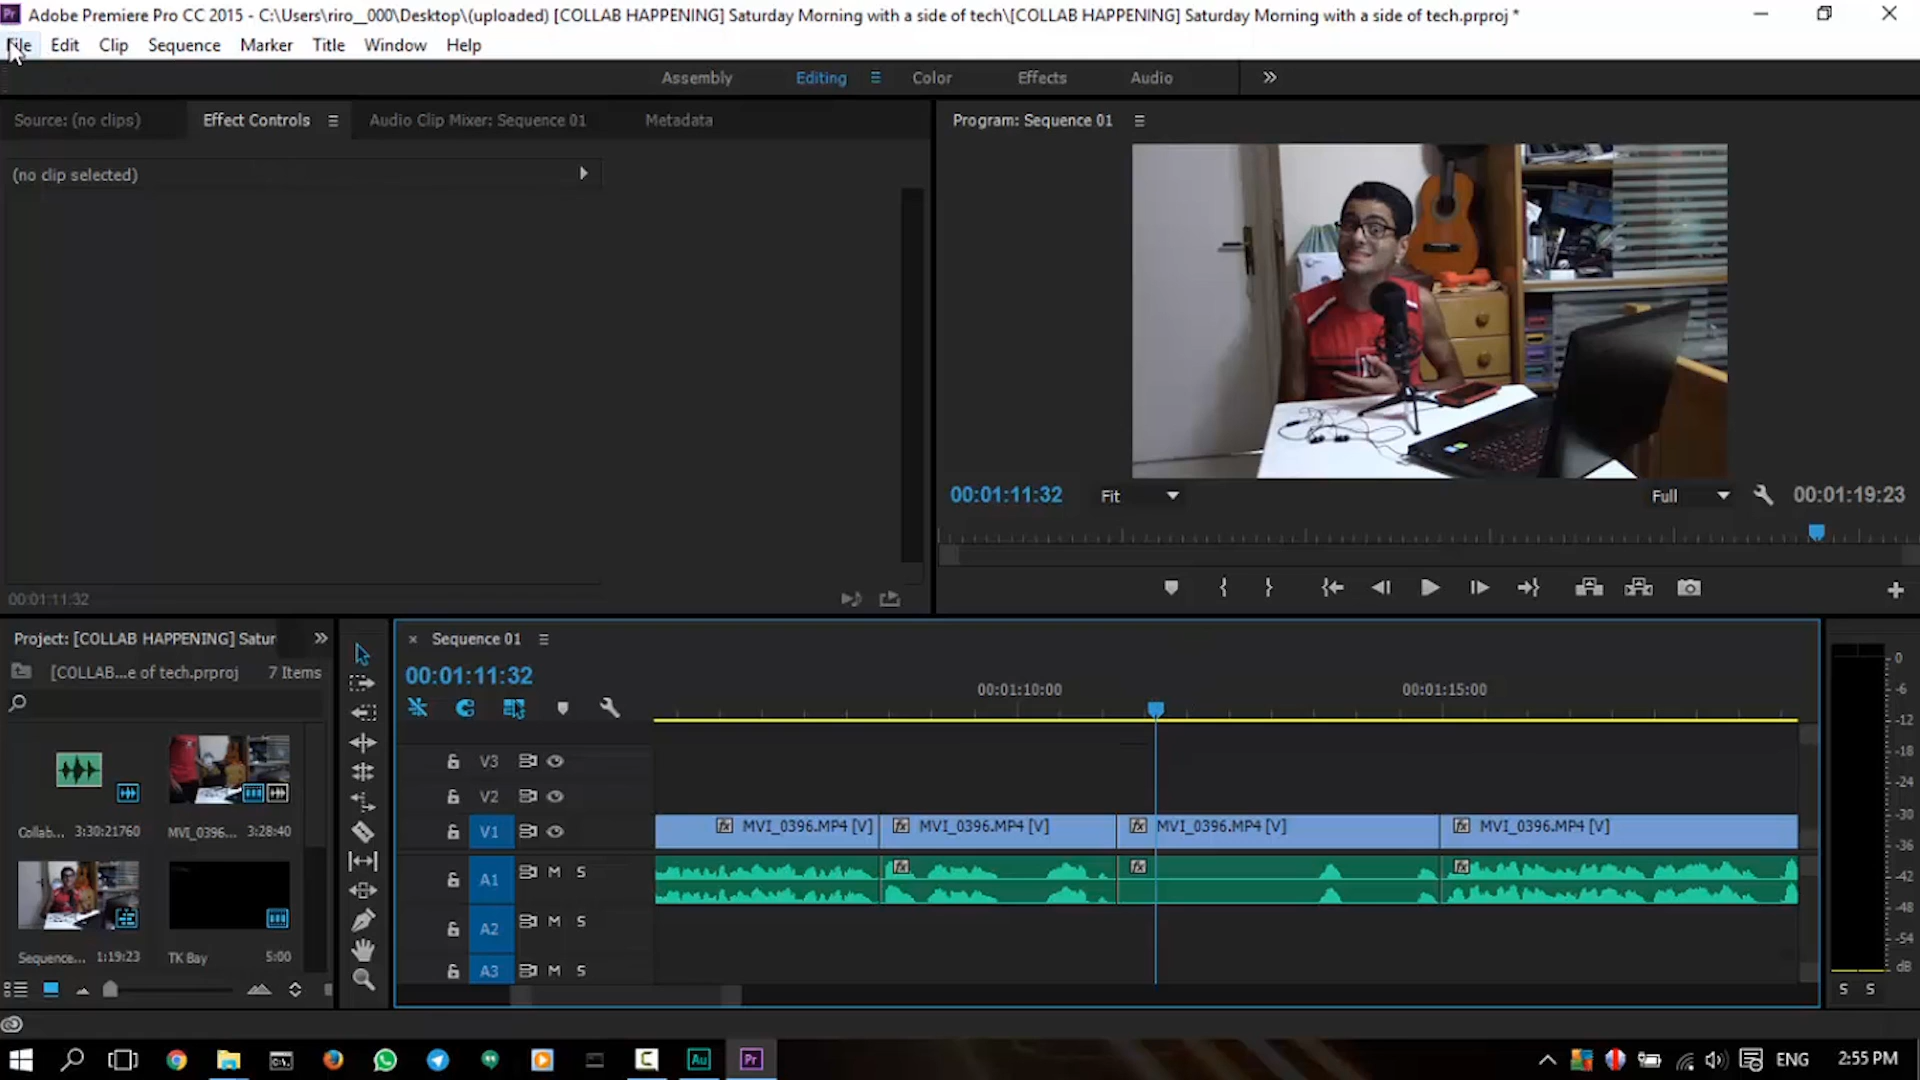 Adobe Premiere Pro CC 2015 - C:\Users\riro__000\Desktop\(uploaded) [COLLAB HAPPENING] Saturday Morning with a side of tech\[COLLAB HAPPENING] Saturday Morning with a side of tech.prproj *
File Edit Clip Sequence Marker Title Window Help
Assembly Editing Color Effects Audio
Source: (no clips) Effect Controls Audio Clip Mixer: Sequence 01 Metadata
Program: Sequence 01
(no clip selected)
00:01:11:32 Fit Full 00:01:19:23
00:01:11:32
Project: [COLLAB HAPPENING] Satur
[COLLAB...e of tech.prproj 7 Items
Collab... 3:30:21760
MVI_0396... 3:28:40
Sequence... 1:19:23
TK Bay 5:00
Sequence 01
00:01:11:32
00:01:10:00 00:01:15:00
V3
V2
V1 MVI_0396.MP4 [V] MVI_0396.MP4 [V] MVI_0396.MP4 [V] MVI_0396.MP4 [V]
A1 M S
A2 M S
A3 M S
0
-6
-12
-18
-24
-30
-36
-42
-48
-54
dB
S S
Au Pr
ENG 2:55 PM